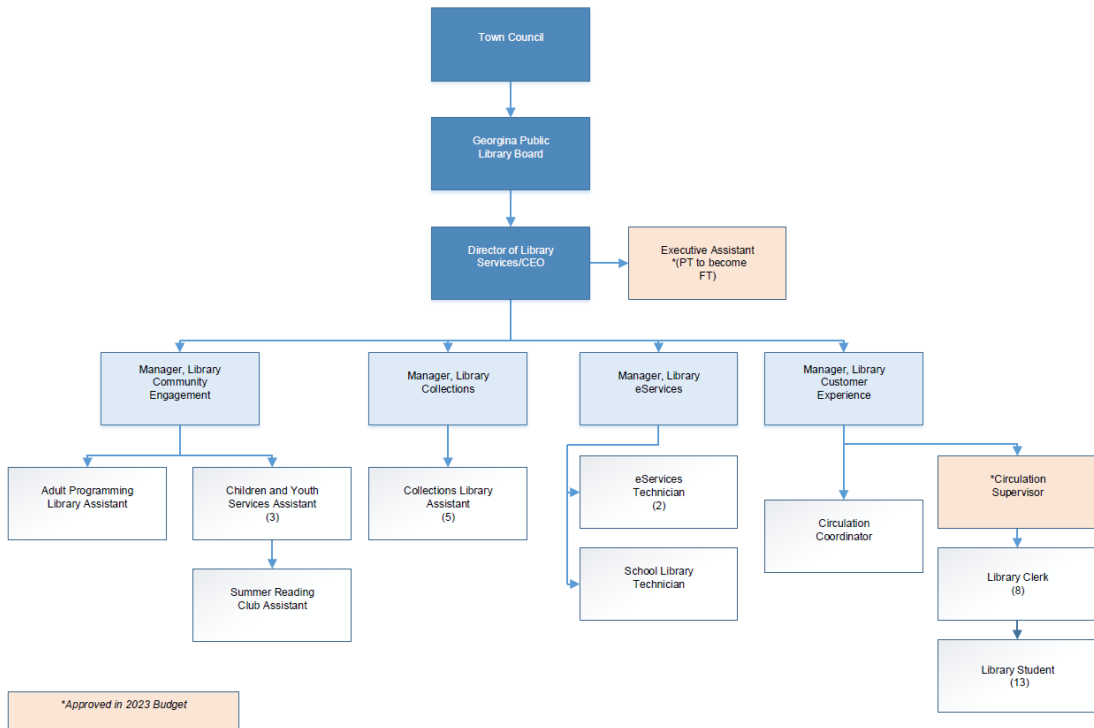 Town Council
Georgina Public
Library Board
Director of Library
Services/CEO
Executive Assistant
*(PT to become
FT)
Manager, Library
Community
Engagement
Manager, Library
Collections
Manager, Library
eServices
Manager, Library
Customer
Experience
Adult Programming
Library Assistant
Children and Youth
Services Assistant
(3)
Collections Library
Assistant
(5)
eServices
Technician
(2)
*Circulation
Supervisor
Circulation
Coordinator
Summer Reading
Club Assistant
School Library
Technician
Library Clerk
(8)
Library Student
(13)
*Approved in 2023 Budget